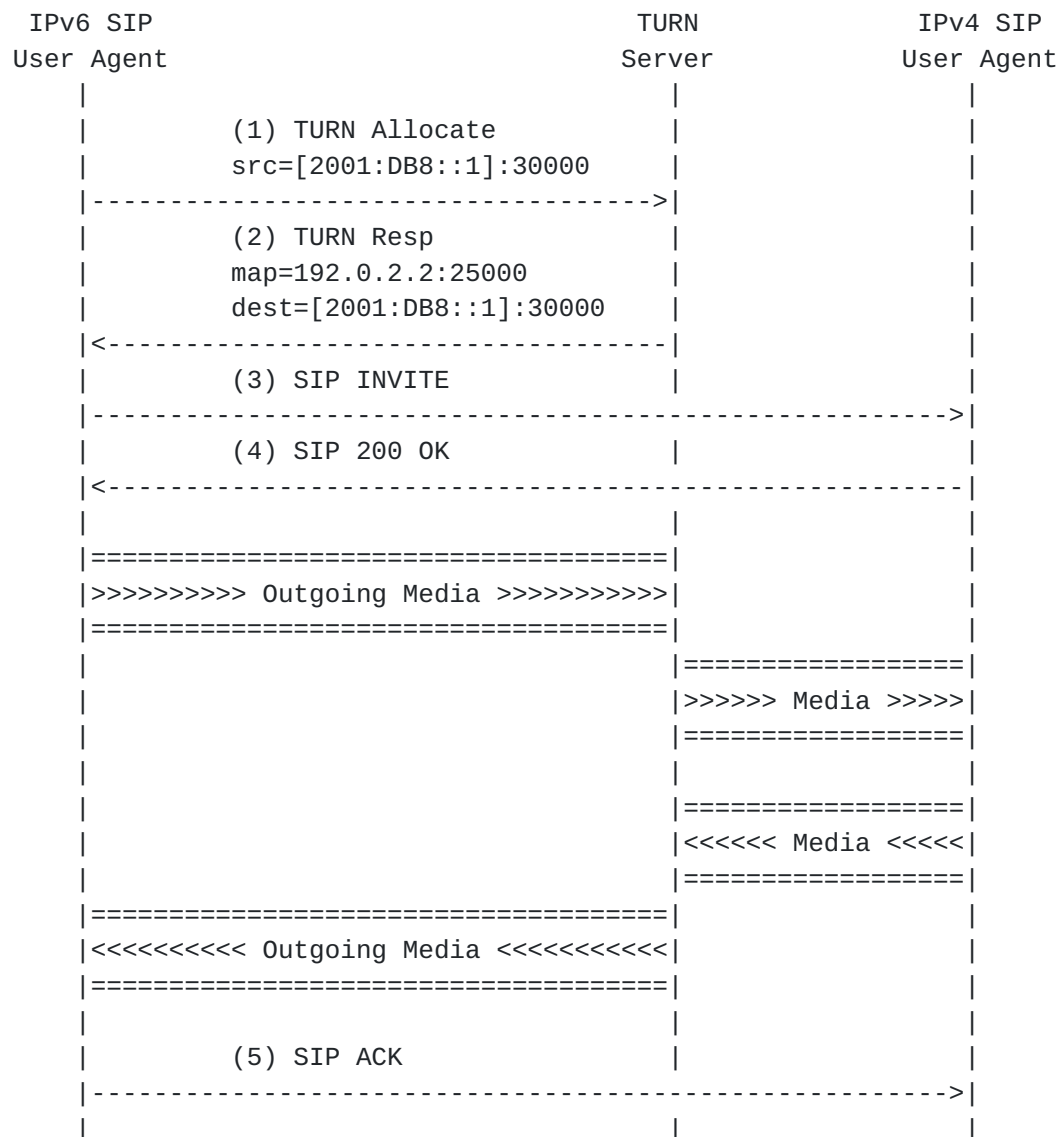 IPv6 SIP TURN IPv4 SIP
User Agent Server User Agent
(1) TURN Allocate
src=[2001:DB8::1]:30000
|------------------------------------->|
(2) TURN Resp
map=192.0.2.2:25000
dest=[2001:DB8::1]:30000
|<-------------------------------------|
(3) SIP INVITE
|-------------------------------------------------------->|
(4) SIP 200 OK
|<--------------------------------------------------------|
|=====================================|
|>>>>>>>>>> Outgoing Media >>>>>>>>>>>|
|=====================================|
|==================|
|>>>>>> Media >>>>>|
|==================|
|==================|
|<<<<<< Media <<<<<|
|==================|
|=====================================|
|<<<<<<<<<< Outgoing Media <<<<<<<<<<<|
|=====================================|
(5) SIP ACK
|-------------------------------------------------------->|